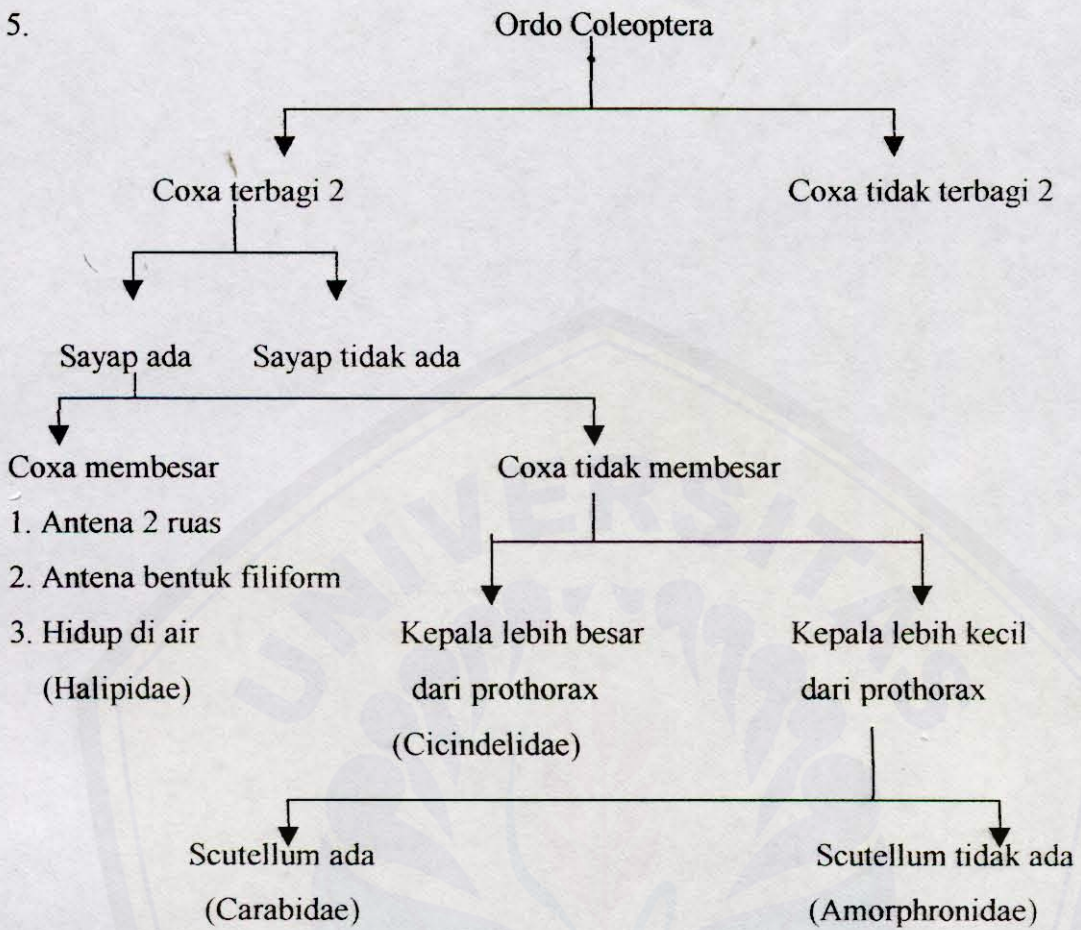 5.
Ordo Coleoptera
Coxa terbagi 2
Coxa tidak terbagi 2
Sayap ada
Sayap tidak ada
Coxa membesar
Coxa tidak membesar
1. Antena 2 ruas
2. Antena bentuk filiform
3. Hidup di air
(Halipidae)
Kepala lebih besar
dari prothorax
(Cicindelidae)
Kepala lebih kecil
dari prothorax
Scutellum ada
(Carabidae)
Scutellum tidak ada
(Amorphronidae)
UNIVERSITAS